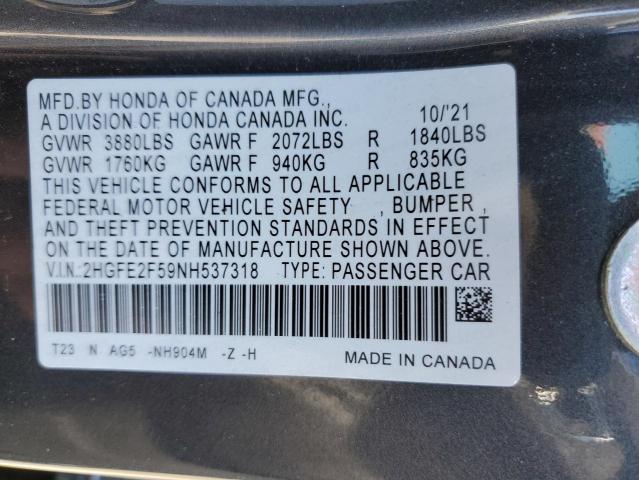 MFD.BY HONDA OF CANADA MFG.,
A DIVISION OF HONDA CANADA INC. 10/'21
GVWR 3880LBS GAWR F 2072LBS R 1840LBS
GVWR 1760KG GAWR F 940KG R 835KG
THIS VEHICLE CONFORMS TO ALL APPLICABLE
FEDERAL MOTOR VEHICLE SAFETY , BUMPER ,
AND THEFT PREVENTION STANDARDS IN EFFECT
ON THE DATE OF MANUFACTURE SHOWN ABOVE.
V.I.N.:2HGFE2F59NH537318 TYPE: PASSENGER CAR
T23 N AG5 -NH904M -Z -H
MADE IN CANADA